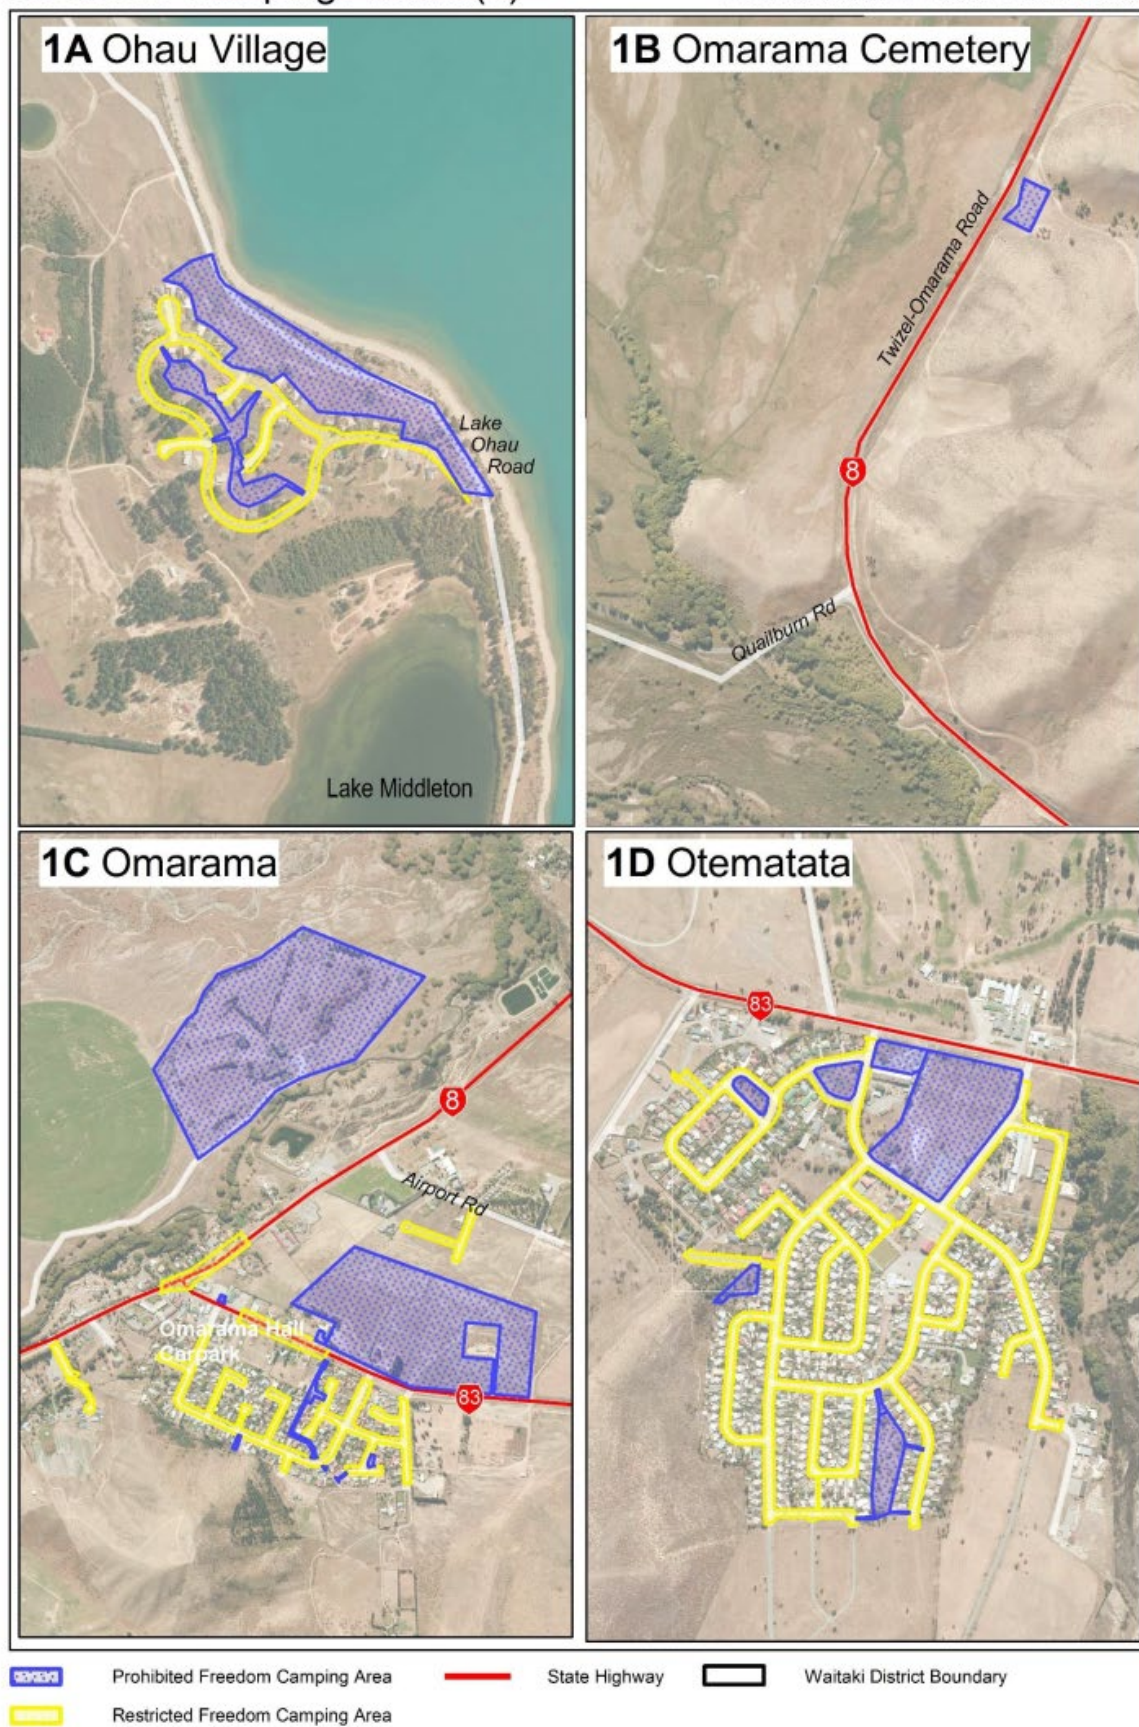 1A Ohau Village
Lake
Ohau
Road
Lake Middleton
1B Omarama Cemetery
Twizel-Omarama Road
8
Quailburn Rd
1C Omarama
8
Airport Rd
Omarama Hall
Carpark
83
1D Otematata
83
Prohibited Freedom Camping Area
State Highway
Waitaki District Boundary
Restricted Freedom Camping Area